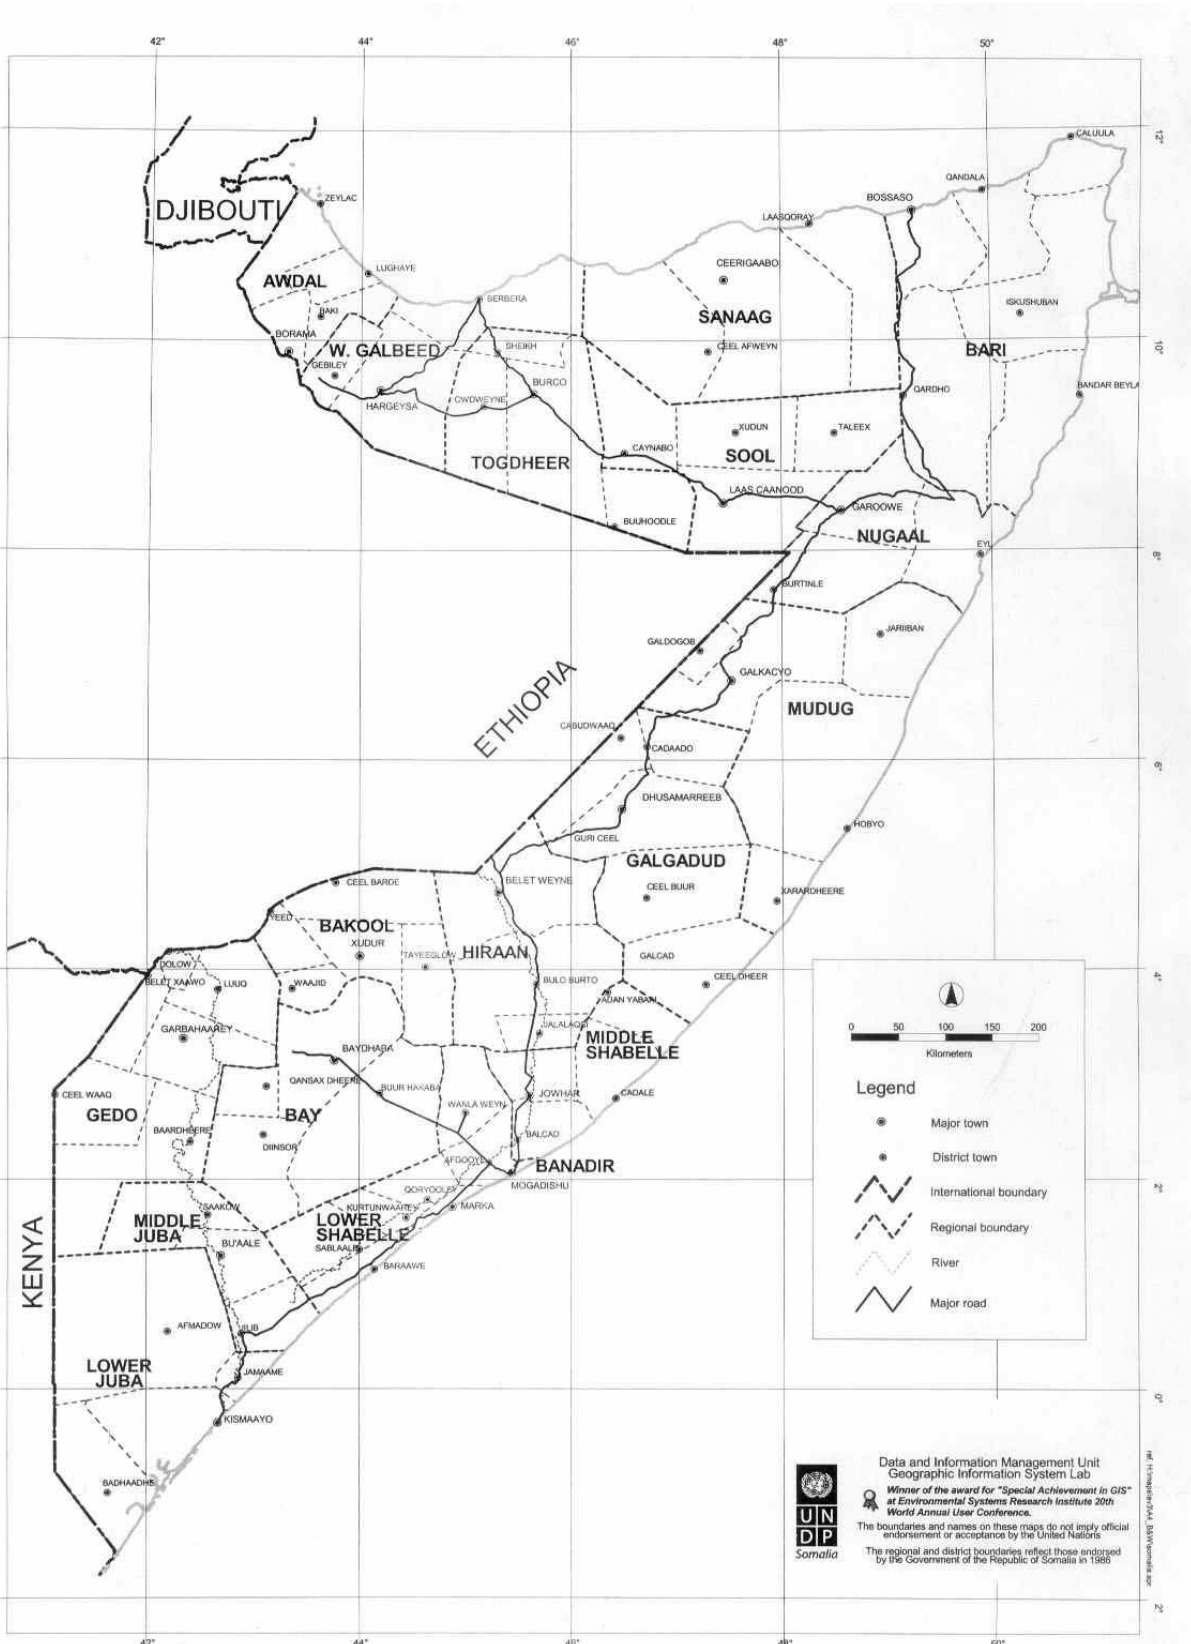 42°
44°
46°
48°
50°
12°
CALUULA
QANDALA
BOSSASO
DJIBOUTI
ZEYLAC
LAASQORAY
LUGHAYE
CEERIGAABO
AWDAL
BERBERA
ISKUSHUBAN
BAKI
SANAAG
BORAMA
W. GALBEED
SHEIKH
CEEL AFWEYN
BARI
10°
GEBILEY
BURCO
QARDHO
BANDAR BEYLA
HARGEYSA
OWDWEYNE
XUDUN
TALEEX
CAYNABO
SOOL
TOGDHEER
LAAS CAANOOD
GAROOWE
BUUHOODLE
NUGAAL
EYL
8°
BURTINLE
JARIIBAN
GALDOGOB
GALKACYO
ETHIOPIA
MUDUG
CABUDWAAQ
CADAADO
6°
DHUSAMARREEB
HOBYO
GURI CEEL
GALGADUD
CEEL BARDE
BELET WEYNE
CEEL BUUR
XARARDHEERE
YEED
BAKOOL
XUDUR
TAYEEGLOW
HIRAAN
GALCAD
DOLOW
BELET XAAWO
LUUQ
WAAJID
BULO BURTO
CEEL DHEER
4°
ADAN YABAAL
GARBAHAAREY
JALALAQSI
MIDDLE
SHABELLE
BAYDHABA
QANSAX DHEERE
BUUR HAKABA
CEEL WAAQ
JOWHAR
CADALE
GEDO
BAY
WANLA WEYN
BAARDHEERE
DIINSOR
BALCAD
AFGOOYE
BANADIR
MOGADISHU
2°
QORYOOLEY
SAAKOW
KURTUNWAAREY
MARKA
MIDDLE
JUBA
LOWER
SHABELLE
BU'AALE
SABLAALE
BARAAWE
KENYA
AFMADOW
JILIB
LOWER
JUBA
JAMAAME
0°
KISMAAYO
BADHAADHE
0 50 100 150 200
Kilometers
Legend
Major town
District town
International boundary
Regional boundary
River
Major road
UN
DP
Somalia
Data and Information Management Unit
Geographic Information System Lab
Winner of the award for "Special Achievement in GIS"
at Environmental Systems Research Institute 20th
World Annual User Conference.
The boundaries and names on these maps do not imply official
endorsement or acceptance by the United Nations
The regional and district boundaries reflect those endorsed
by the Government of the Republic of Somalia in 1986
2°
42°
44°
46°
48°
50°